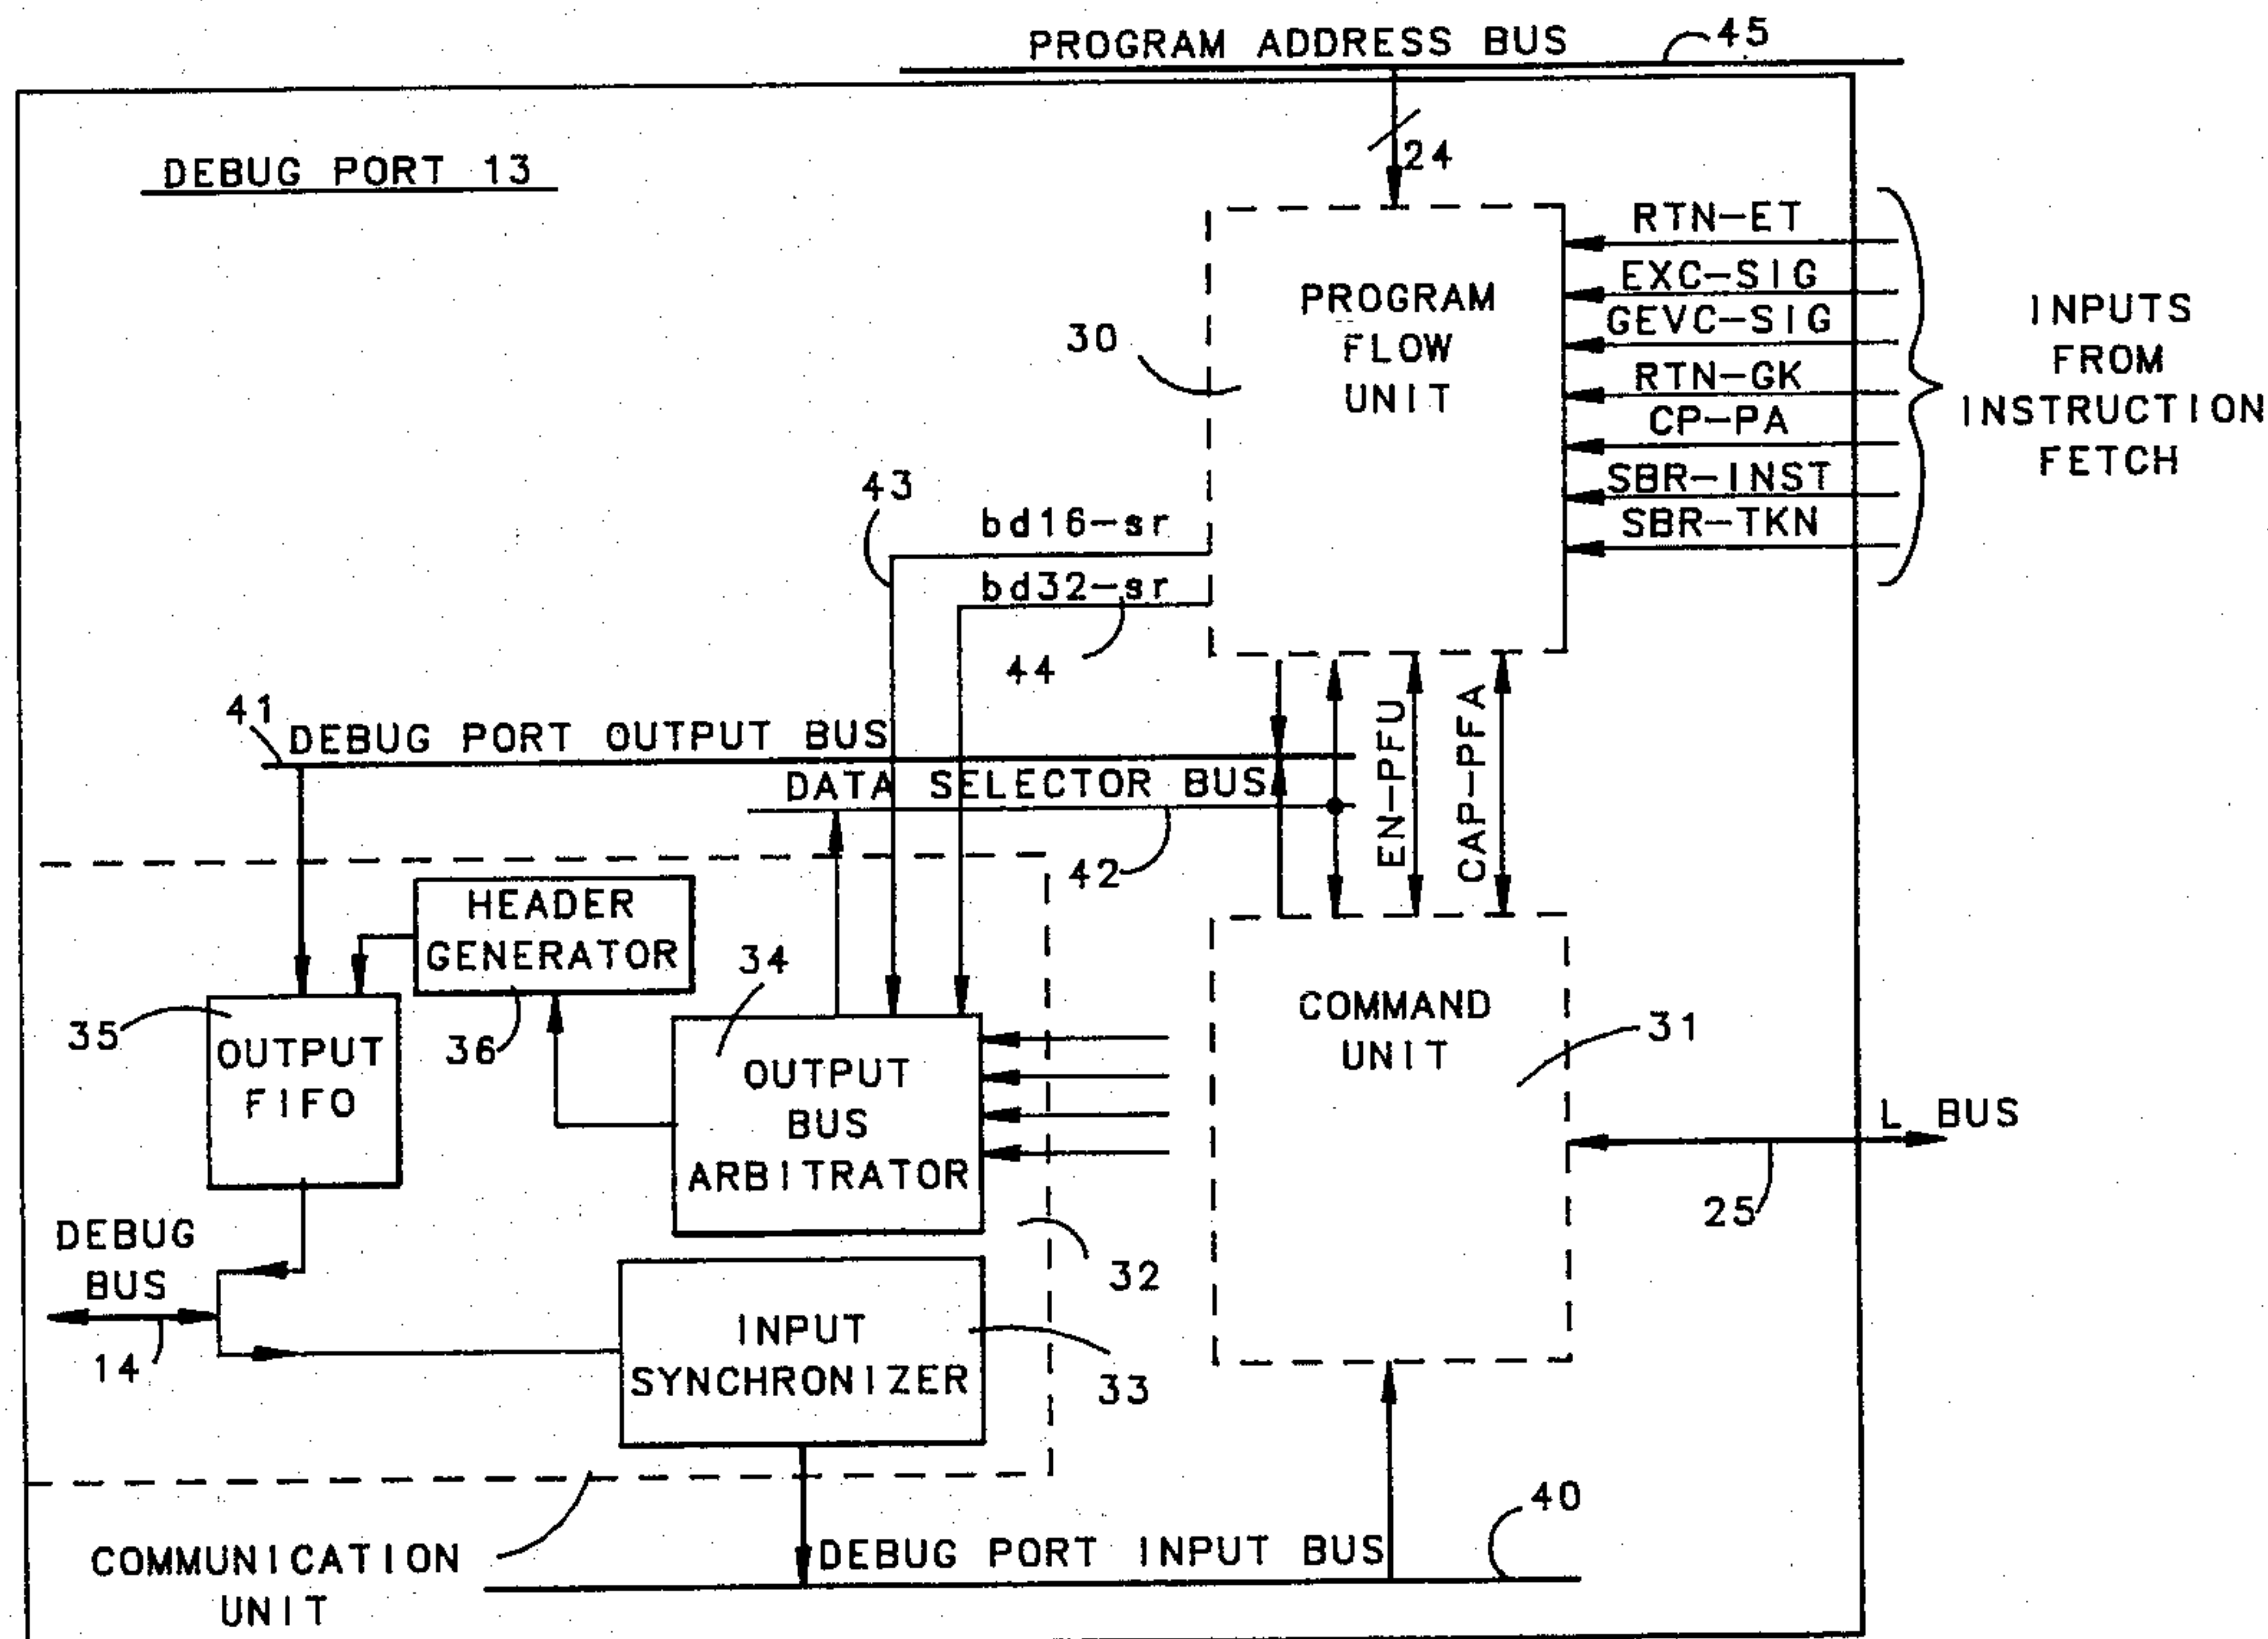 PROGRAM ADDRESS BUS
45
DEBUG PORT 13
24
RTN-ET
EXC-SIG
GEVC-SIG
RTN-GK
CP-PA
SBR-INST
SBR-TKN
INPUTS
FROM
INSTRUCTION
FETCH
PROGRAM
FLOW
UNIT
30
43
bd16-sr
bd32-sr
44
41
DEBUG PORT OUTPUT BUS
DATA SELECTOR BUS
42
EN-PFU
CAP-PFA
HEADER
GENERATOR
34
35
36
OUTPUT
FIFO
OUTPUT
BUS
ARBITRATOR
COMMAND
UNIT
31
L BUS
25
DEBUG
BUS
14
32
INPUT
SYNCHRONIZER
33
40
COMMUNICATION
UNIT
DEBUG PORT INPUT BUS